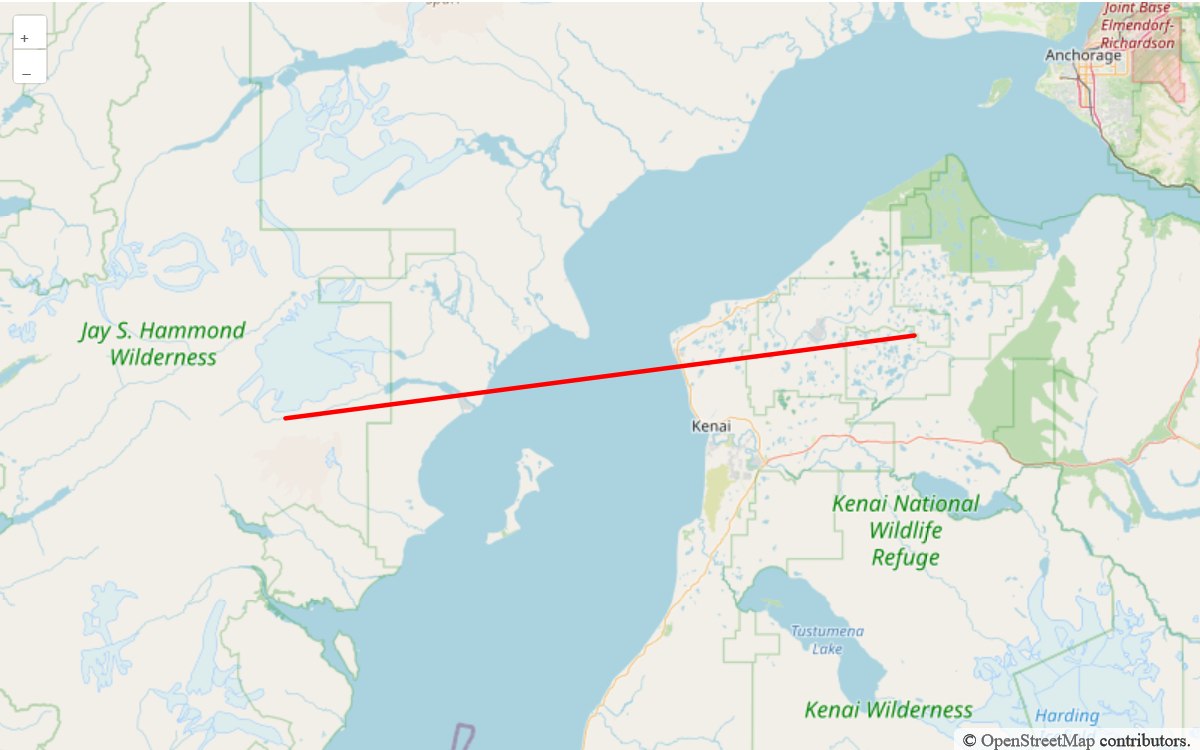 Spurr
Joint Base
Elmendorf-
Richardson
Anchorage
+
–
Jay S. Hammond
Wilderness
Kenai
Kenai National
Wildlife
Refuge
Tustumena
Lake
Kenai Wilderness
Harding
© OpenStreetMap contributors.